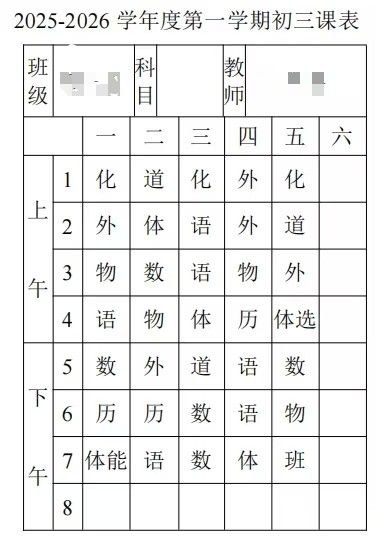 2025-2026 学年度第一学期初三课表
班级 科目 教师
一 二 三 四 五 六
上午
1 化 道 化 外 化
2 外 体 语 外 道
3 物 数 语 物 外
4 语 物 体 历 体选
下午
5 数 外 道 语 数
6 历 历 数 语 物
7 体能 语 数 体 班
8